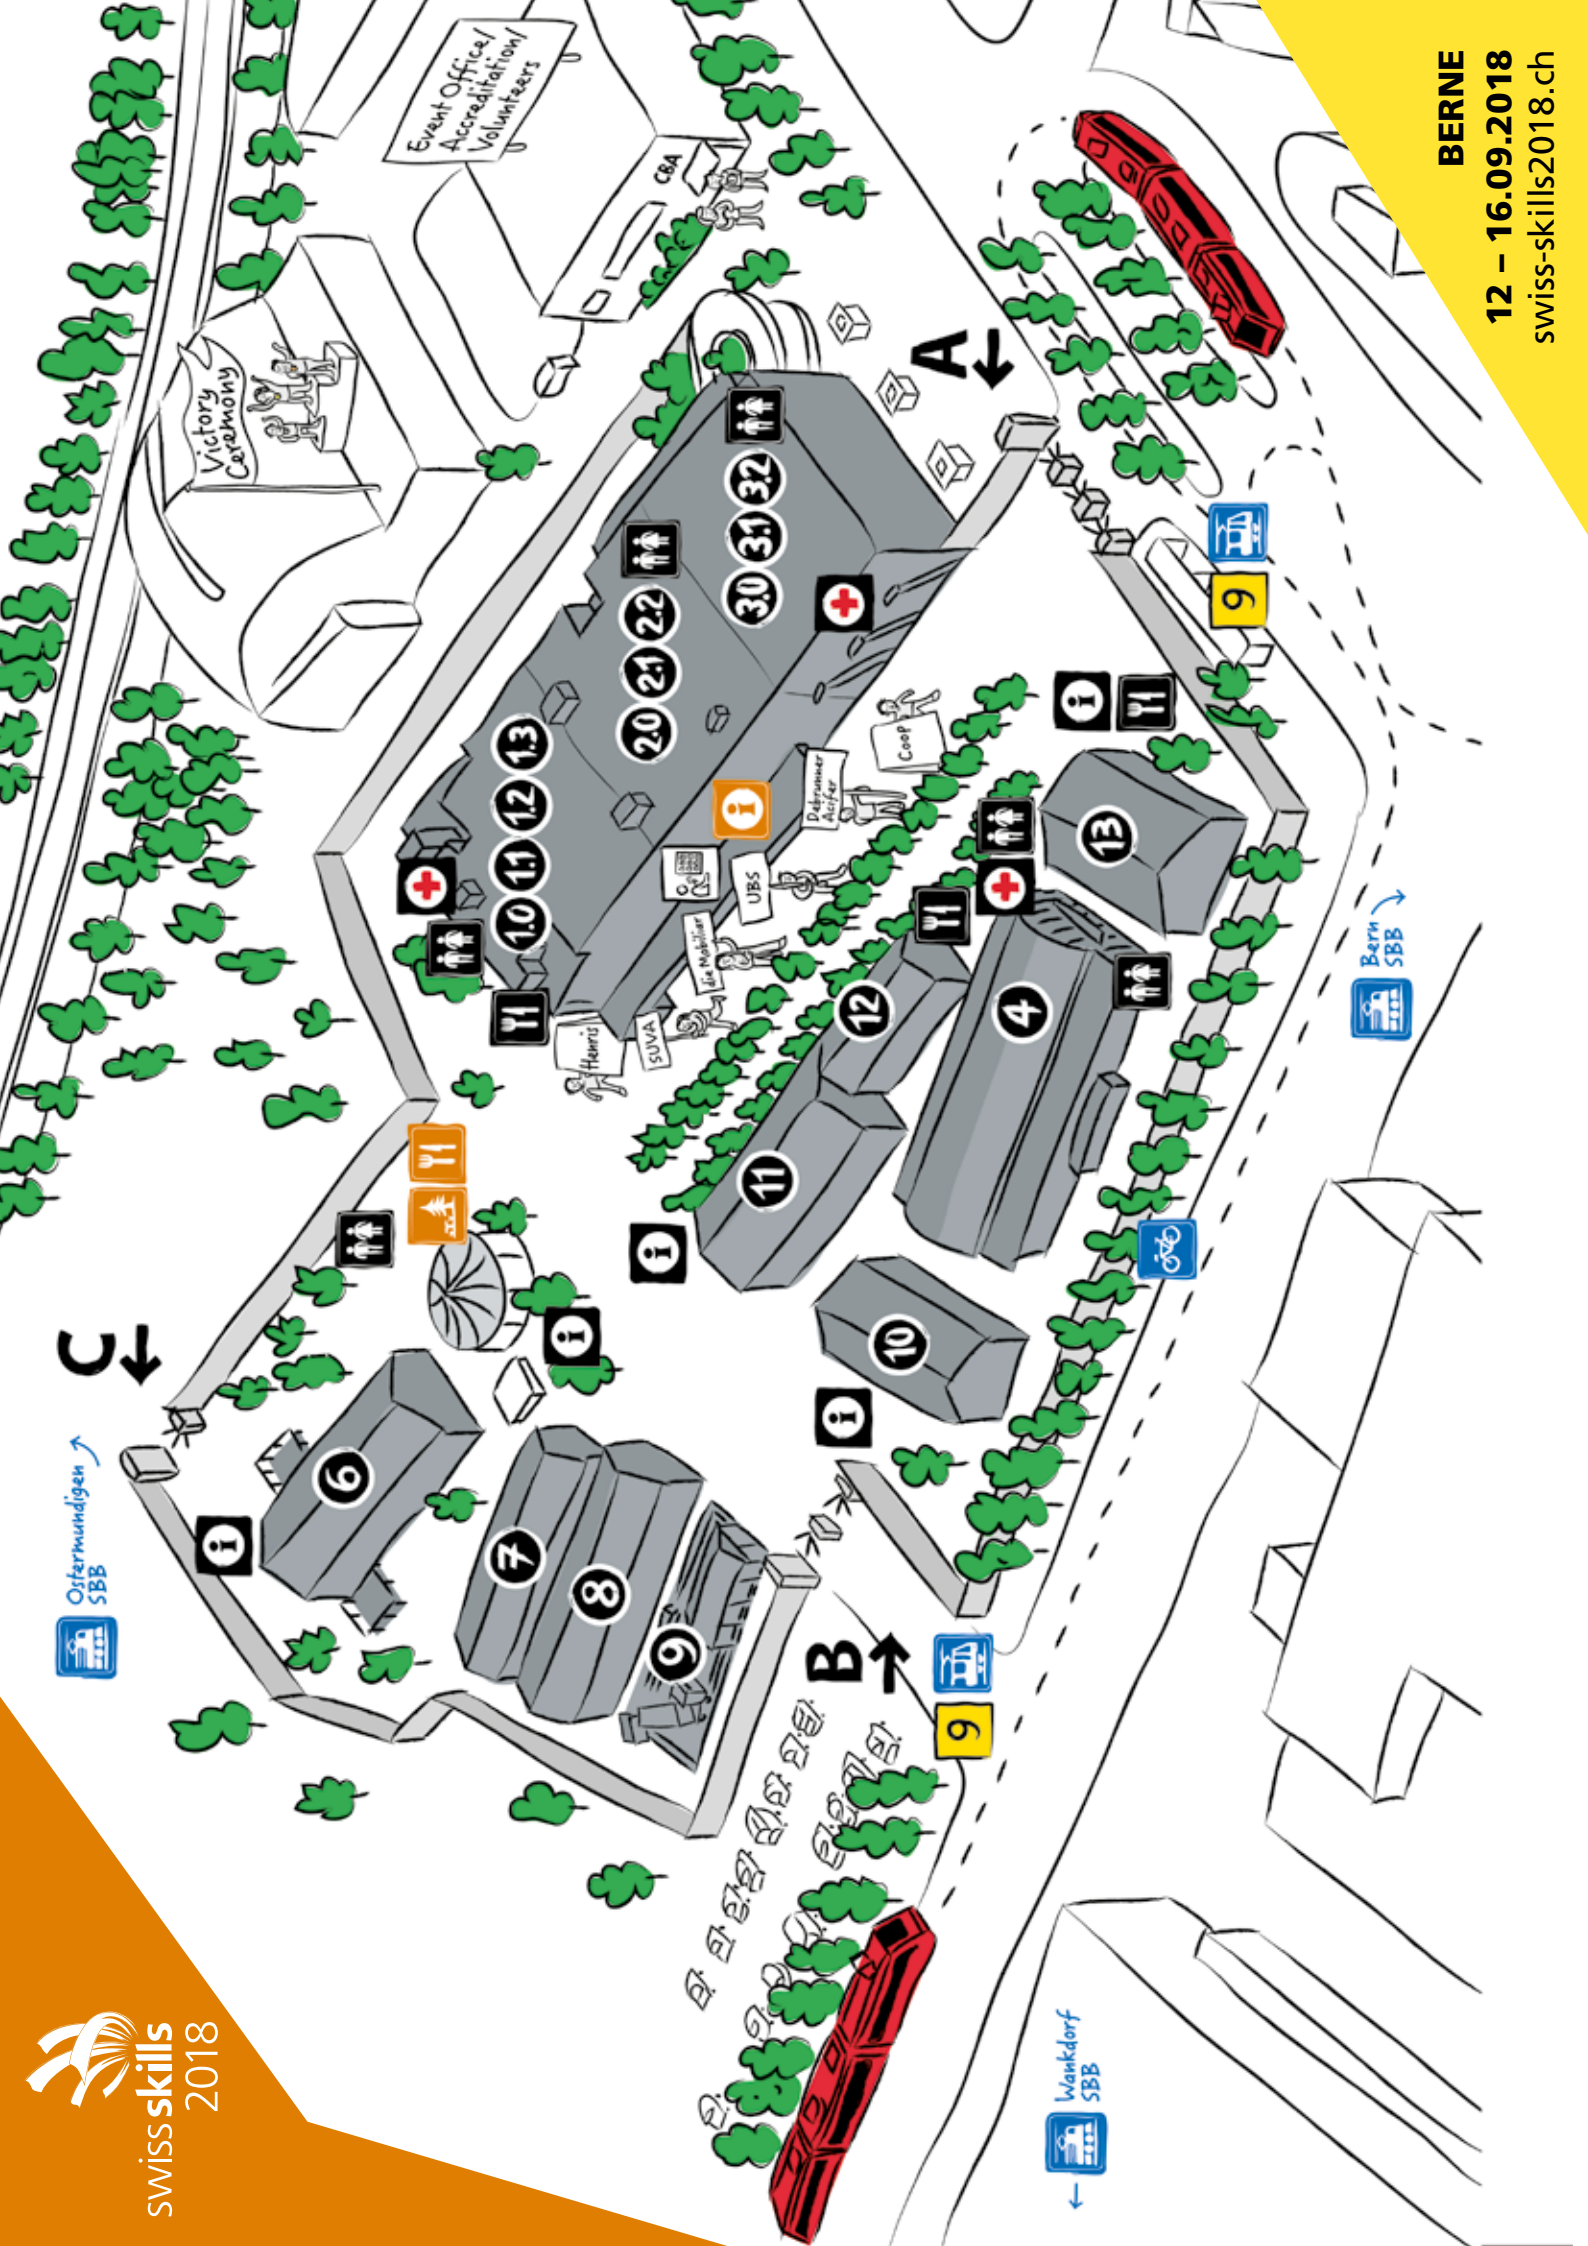 swissskills
2018
BERNE
12 – 16.09.2018
swiss-skills2018.ch
Ostermundigen
SBB
C
Victory
Ceremony
Event Office/
Accreditation/
Volunteers
CBA
6
7
8
9
1.0 1.1 1.2 1.3
2.0 2.1 2.2
3.0 3.1 3.2
Henris
SUVA
die Mobiliar
UBS
Debrunner
Acifer
Coop
11
12
10
4
13
A
B
9
9
Wankdorf
SBB
Bern
SBB